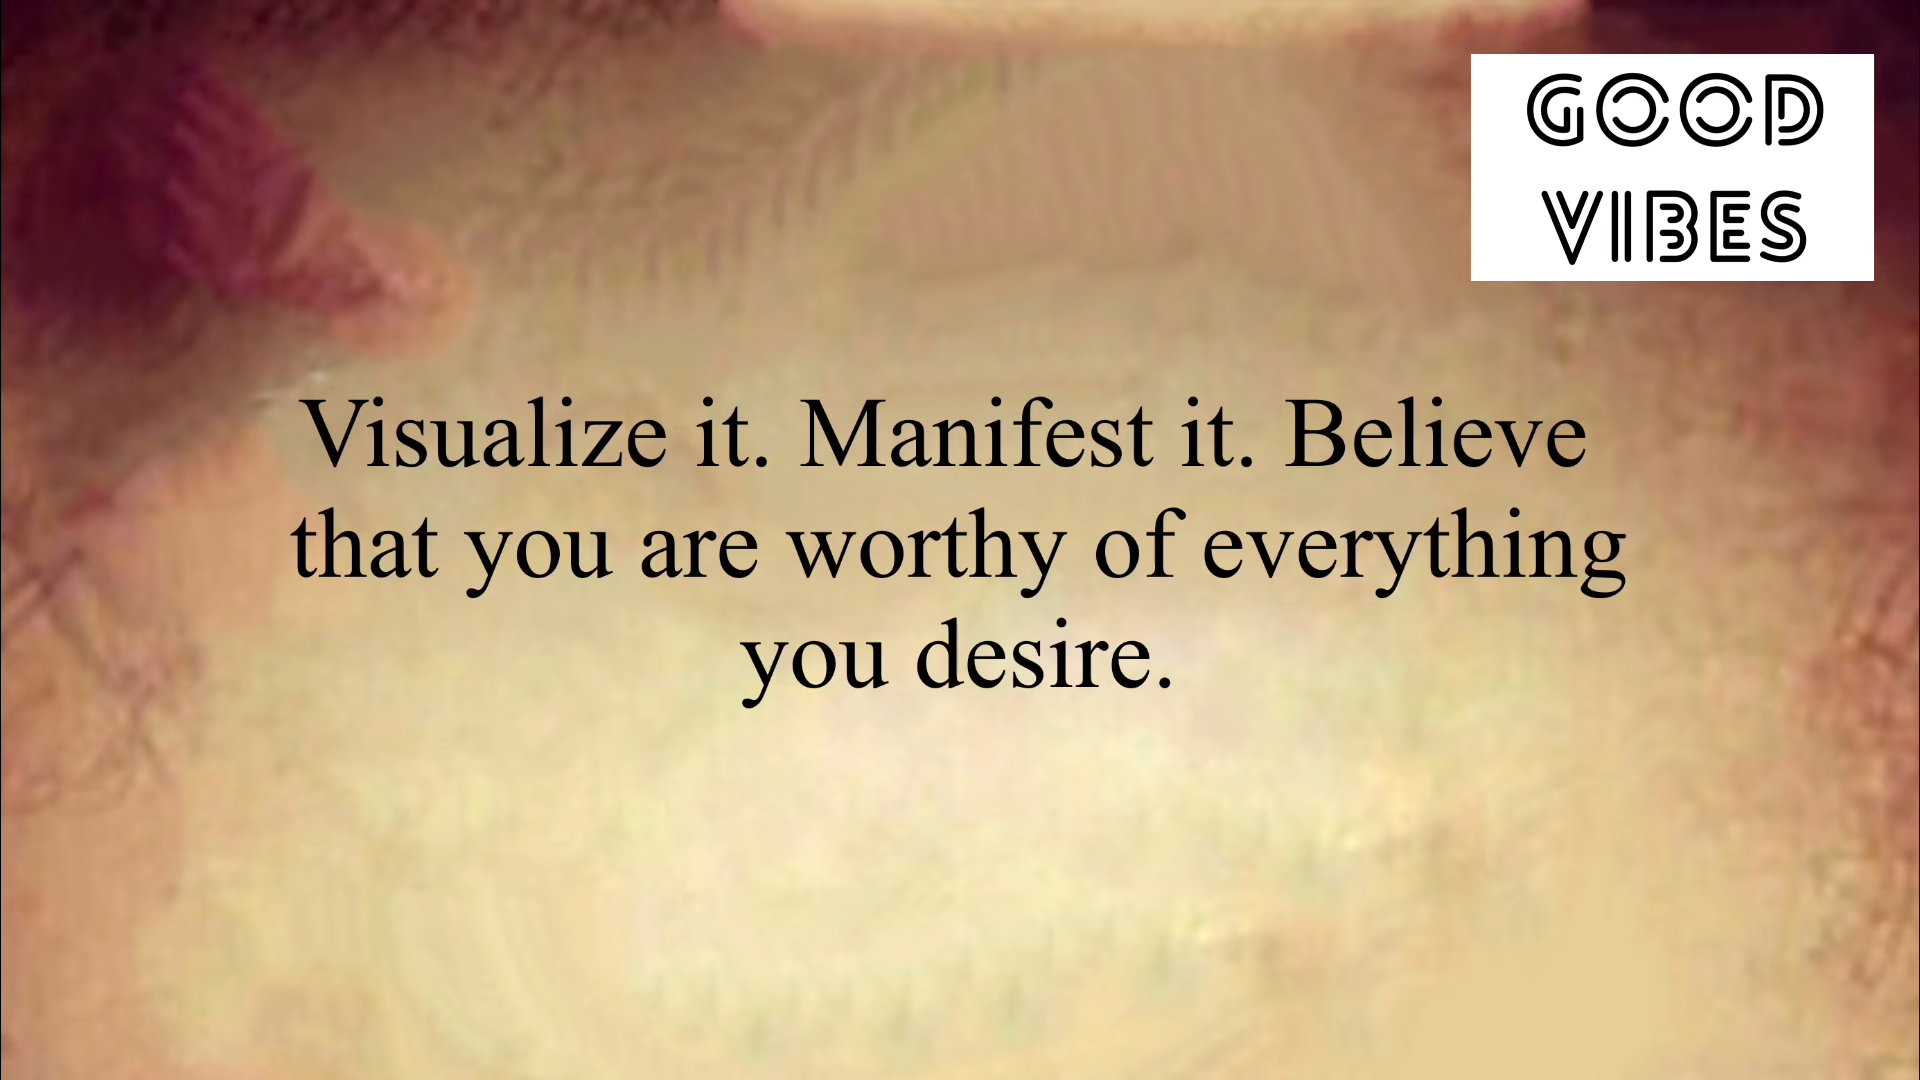 GOOD
VIBES
Visualize it. Manifest it. Believe
that you are worthy of everything
you desire.